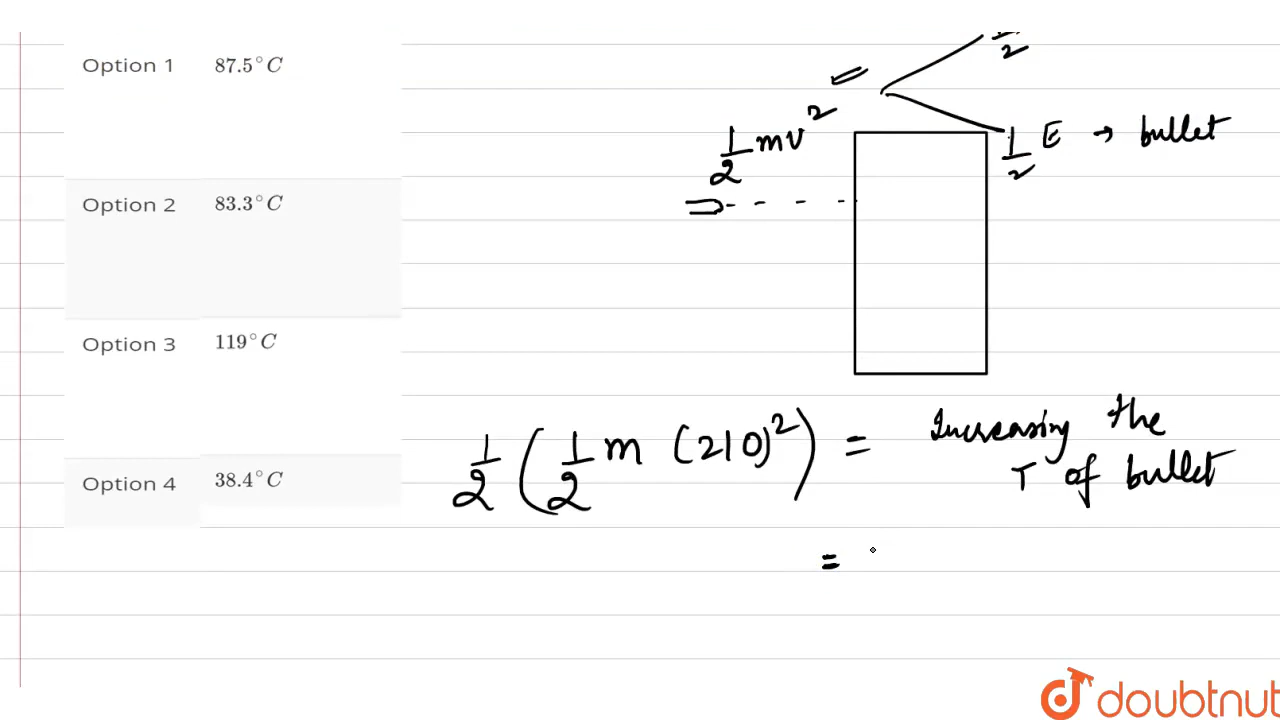 Option 1 87.5°C
Option 2 83.3°C
Option 3 119°C
Option 4 38.4°C
2
1/2 mv²
1/2 E → bullet
1/2 (1/2 m (210)²) = Increasing the
T of bullet
=
doubtnut